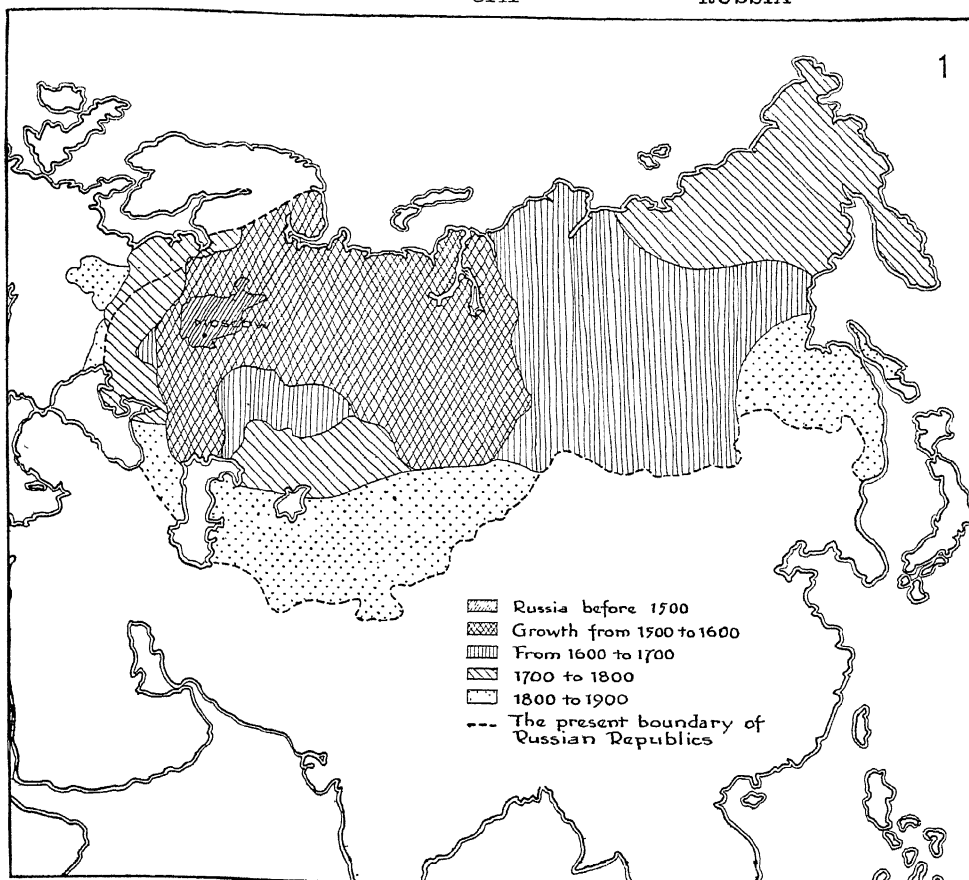 RUSSIA
1
MOSCOW
Russia before 1500
Growth from 1500 to 1600
From 1600 to 1700
1700 to 1800
1800 to 1900
The present boundary of
Russian Republics